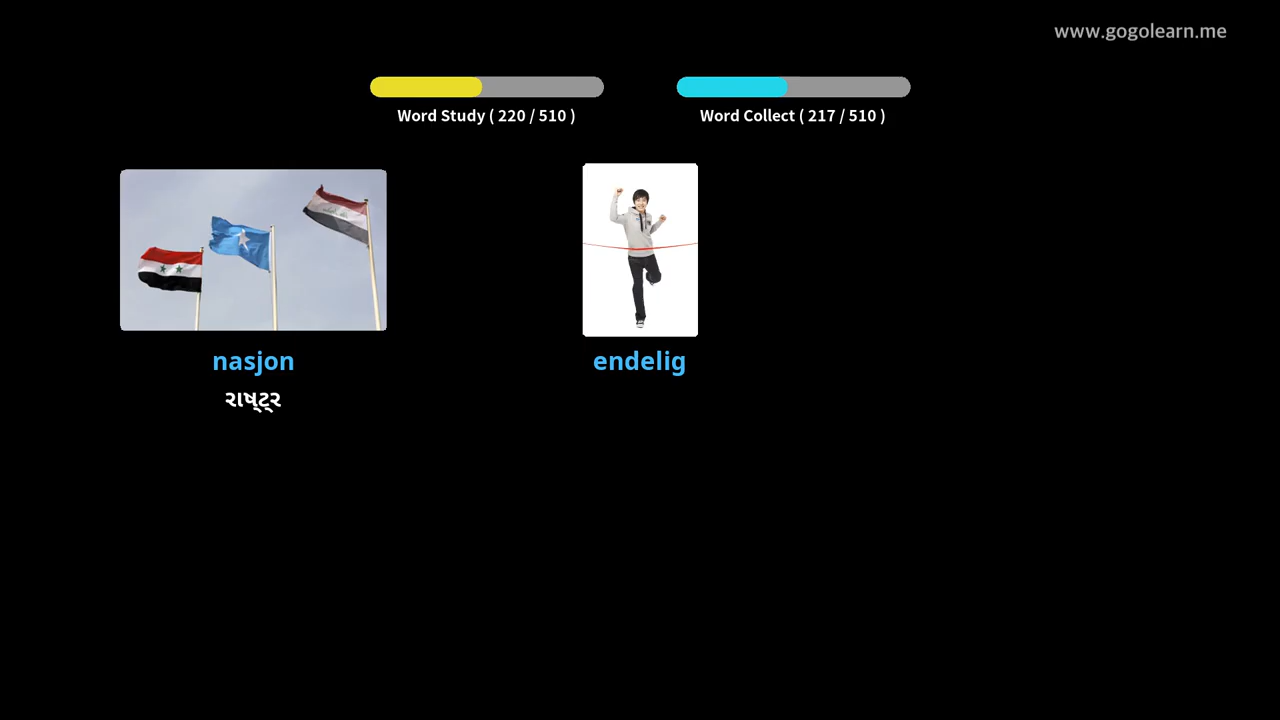 www.gogolearn.me
Word Study ( 220 / 510 )
Word Collect ( 217 / 510 )
nasjon
endelig
રાષ્ટ્ર